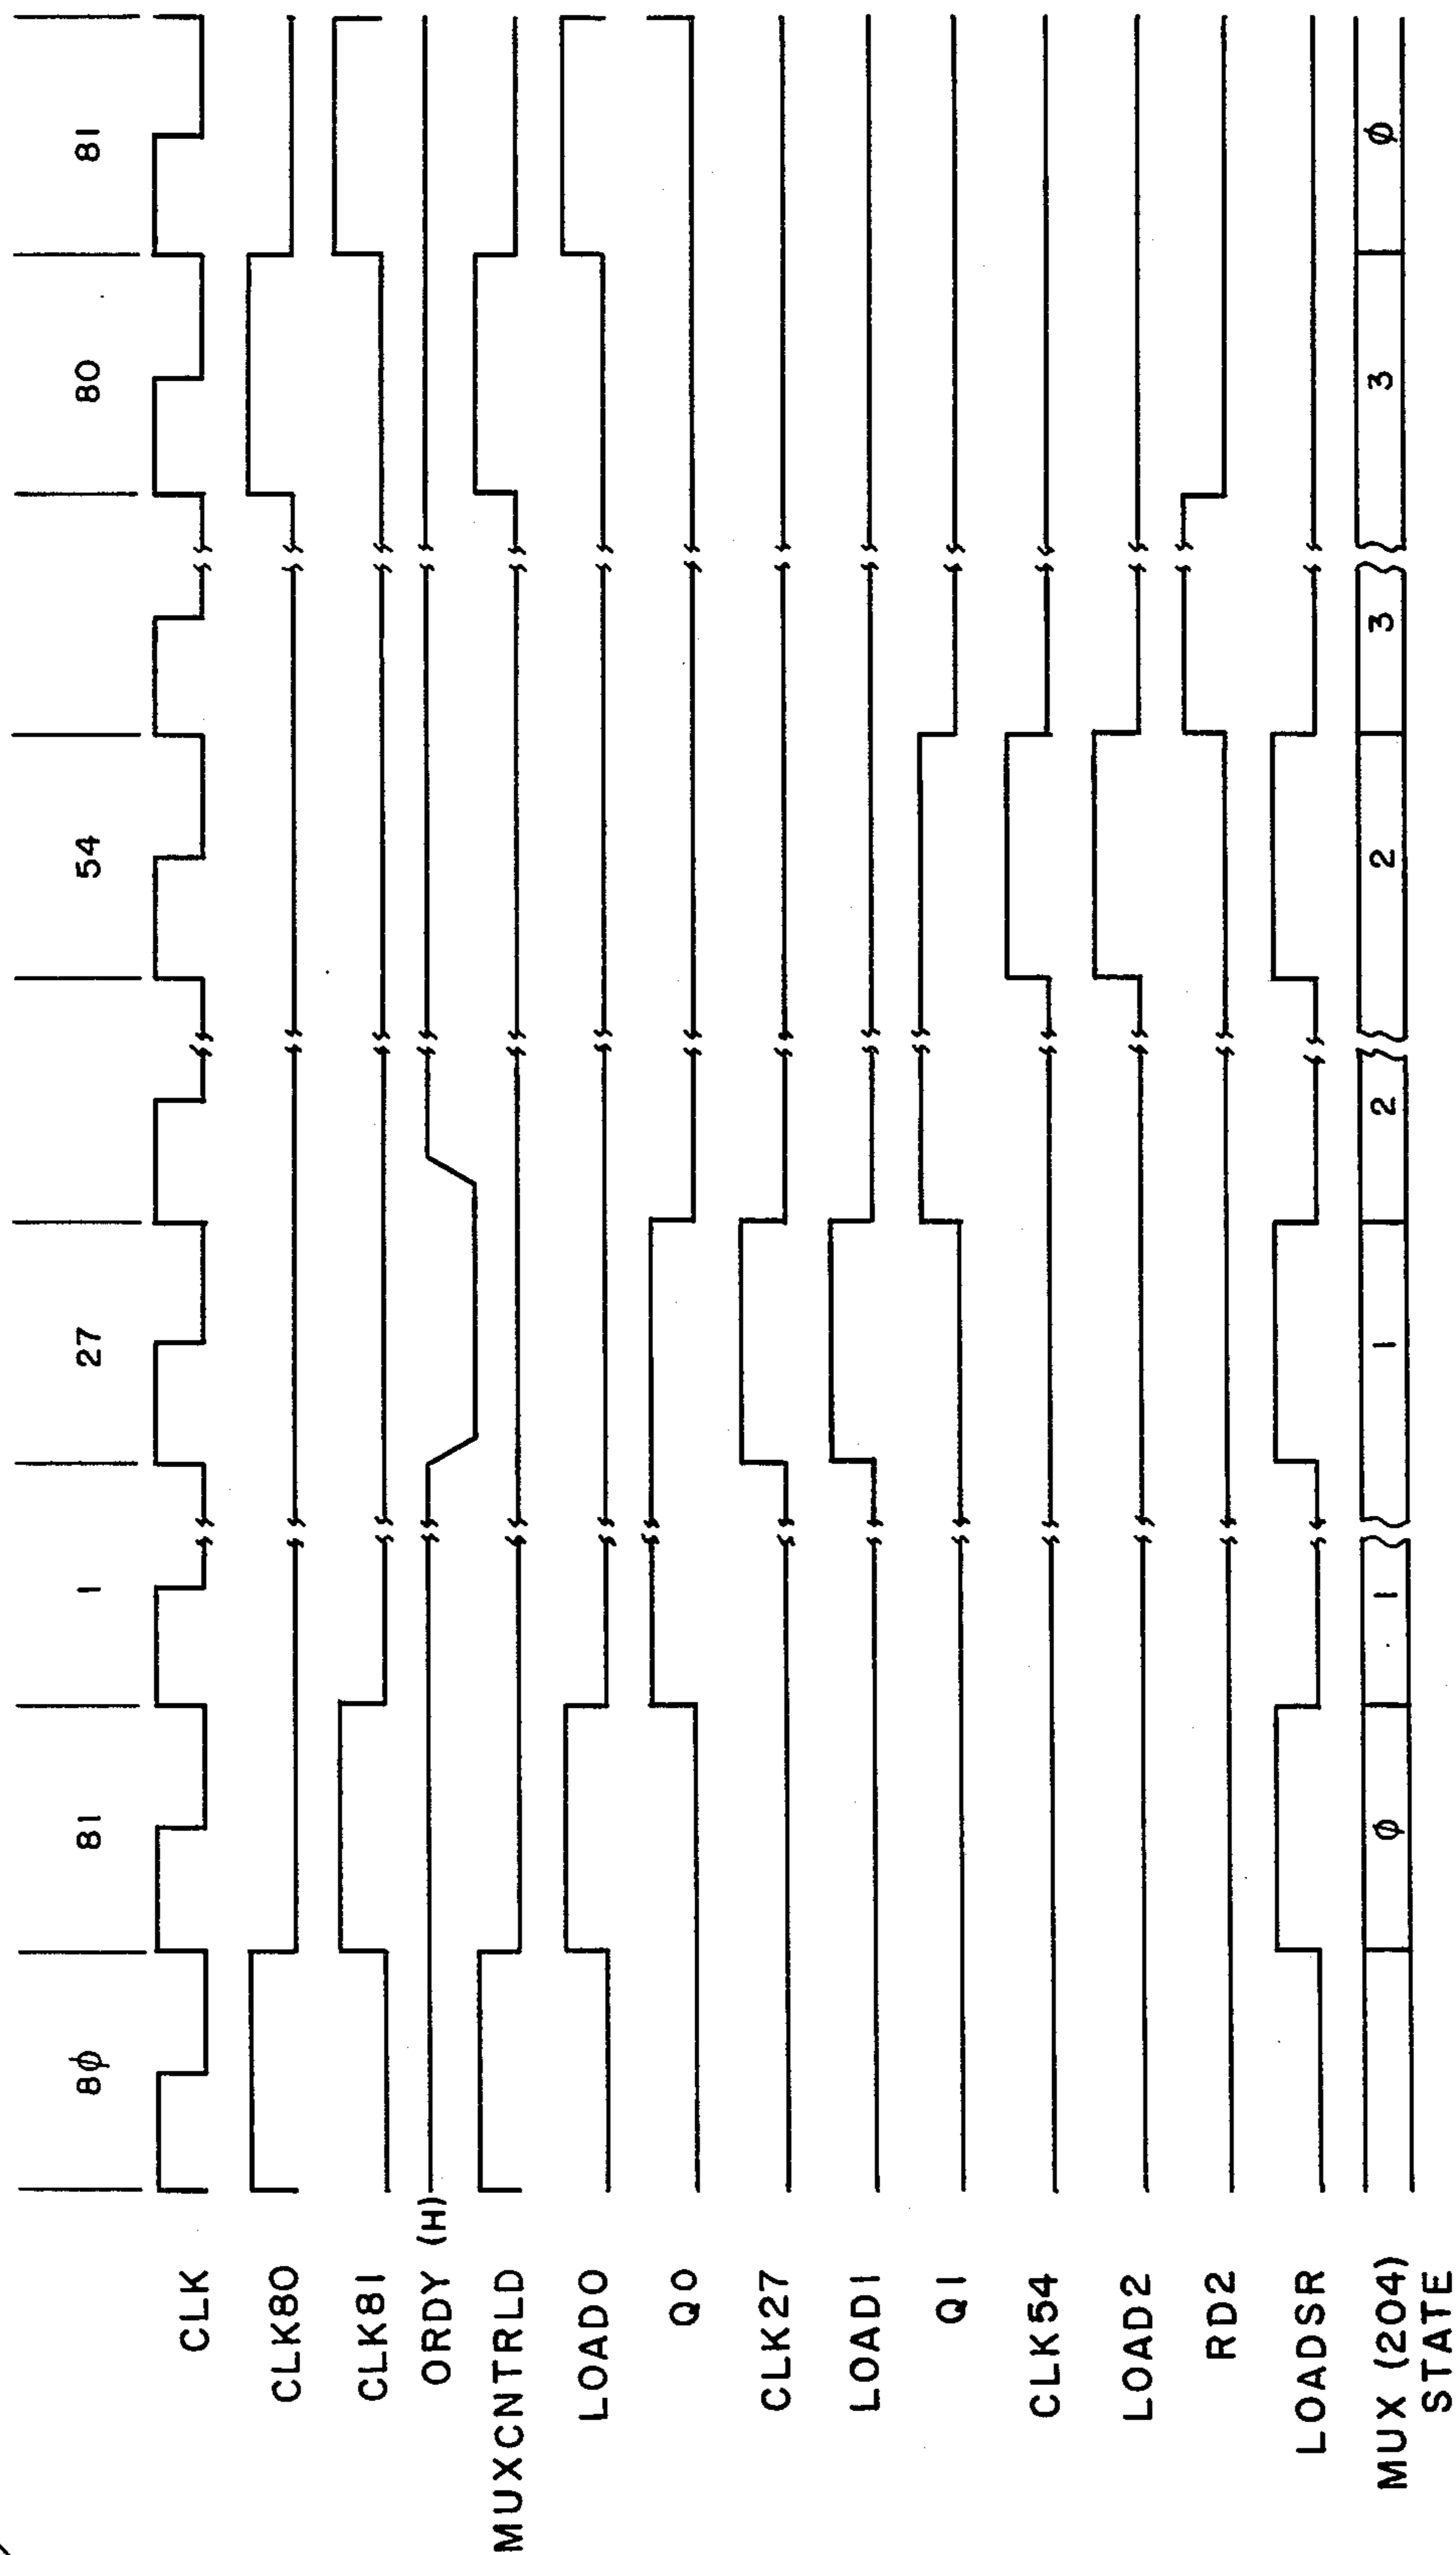 8ϕ 81 1 27 54 80 81
CLK
CLK80
CLK81
ORDY (H)
MUXCNTRLD
LOAD0
Q0
CLK27
LOAD1
Q1
CLK54
LOAD2
RD2
LOADSR
MUX (204) STATE
ϕ 1 1 2 2 3 3 ϕ